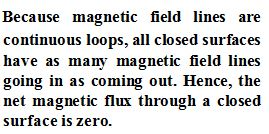 Because magnetic field lines are
continuous loops, all closed surfaces
have as many magnetic field lines
going in as coming out. Hence, the
net magnetic flux through a closed
surface is zero.